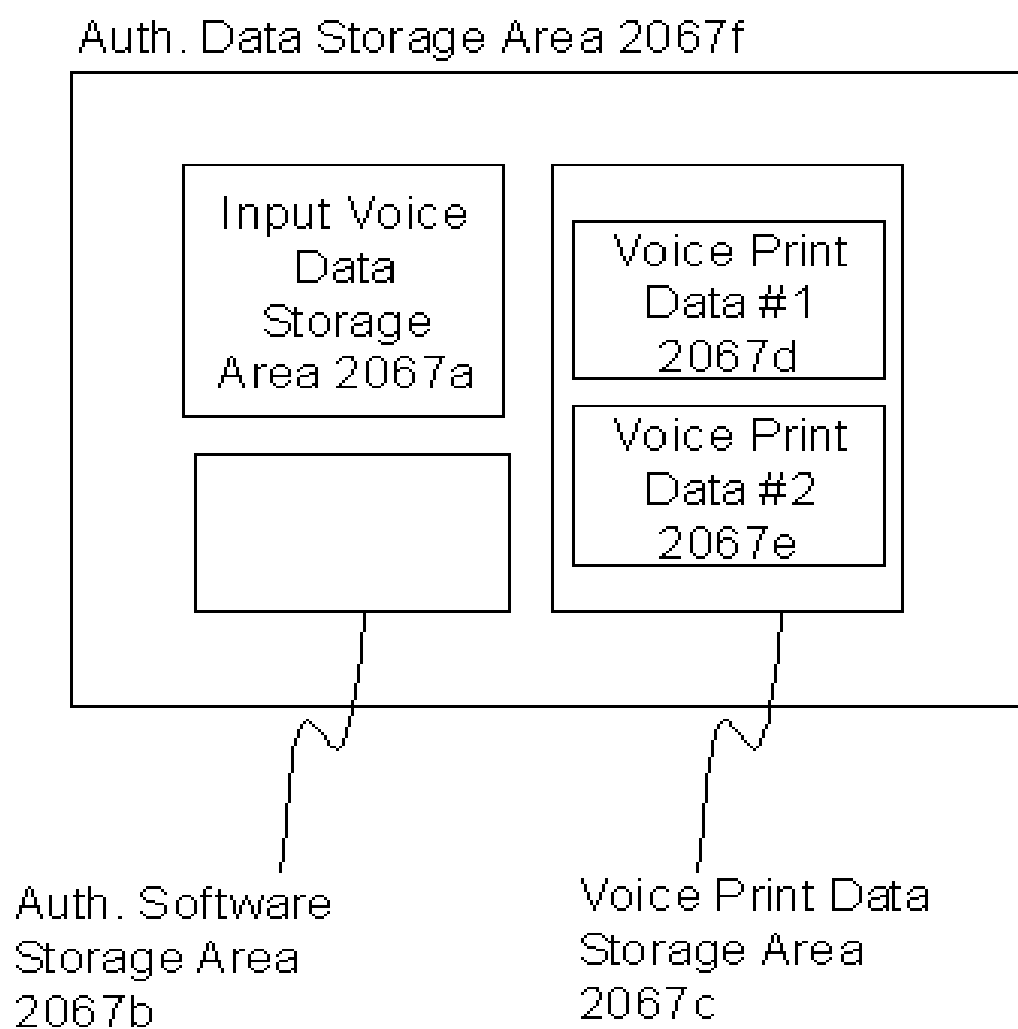 Auth. Data Storage Area 2067f
Input Voice
Data
Storage
Area 2067a
Voice Print
Data #1
2067d
Voice Print
Data #2
2067e
Auth. Software
Storage Area
2067b
Voice Print Data
Storage Area
2067c